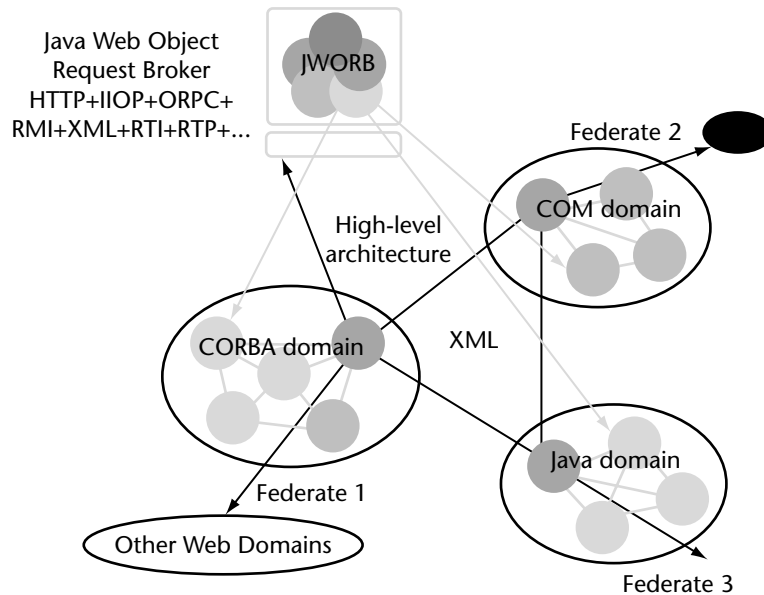 Java Web Object
Request Broker
HTTP+IIOP+ORPC+
RMI+XML+RTI+RTP+...
JWORB
Federate 2
COM domain
High-level
architecture
CORBA domain
XML
Java domain
Federate 1
Other Web Domains
Federate 3